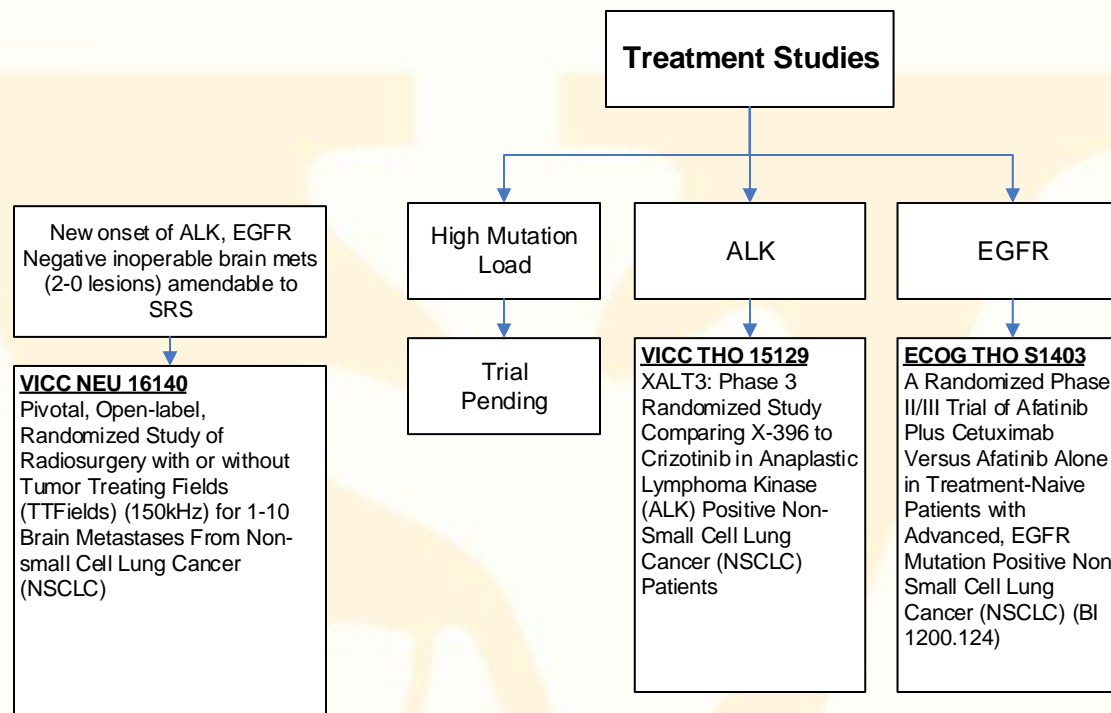 Treatment Studies
New onset of ALK, EGFR
Negative inoperable brain mets
(2-0 lesions) amendable to
SRS
High Mutation
Load
ALK
EGFR
VICC NEU 16140
Pivotal, Open-label,
Randomized Study of
Radiosurgery with or without
Tumor Treating Fields
(TTFields) (150kHz) for 1-10
Brain Metastases From Non-
small Cell Lung Cancer
(NSCLC)
Trial
Pending
VICC THO 15129
XALT3: Phase 3
Randomized Study
Comparing X-396 to
Crizotinib in Anaplastic
Lymphoma Kinase
(ALK) Positive Non-
Small Cell Lung
Cancer (NSCLC)
Patients
ECOG THO S1403
A Randomized Phase
II/III Trial of Afatinib
Plus Cetuximab
Versus Afatinib Alone
in Treatment-Naive
Patients with
Advanced, EGFR
Mutation Positive Non
Small Cell Lung
Cancer (NSCLC) (BI
1200.124)